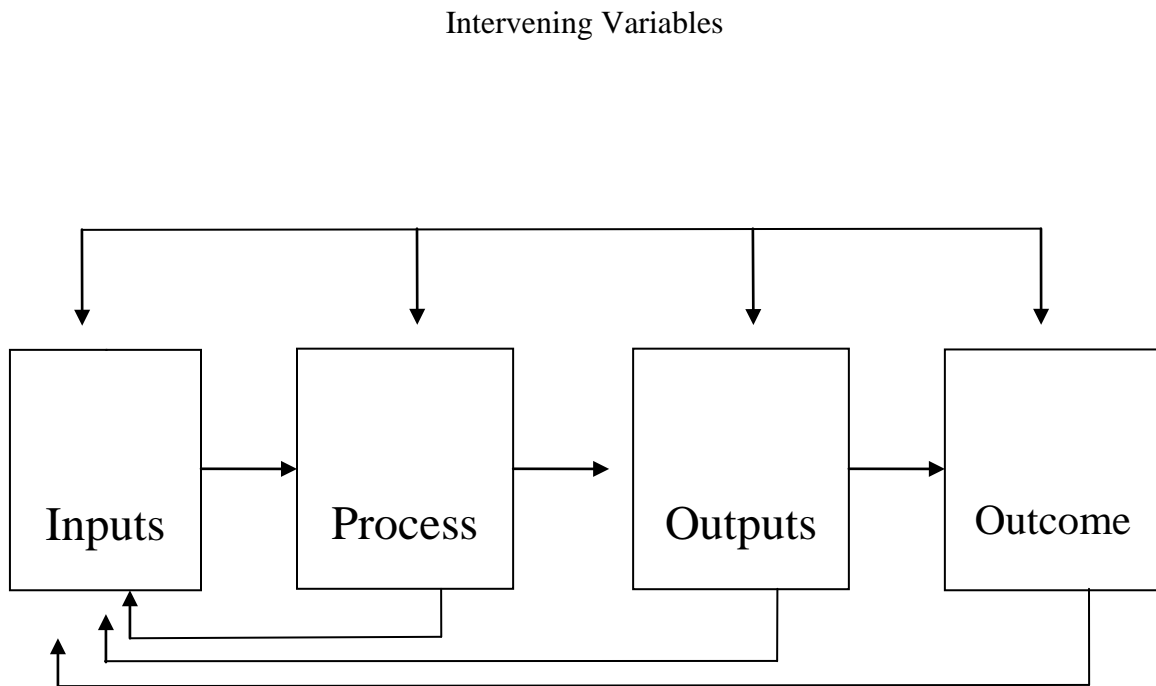 Intervening Variables
Inputs
Process
Outputs
Outcome